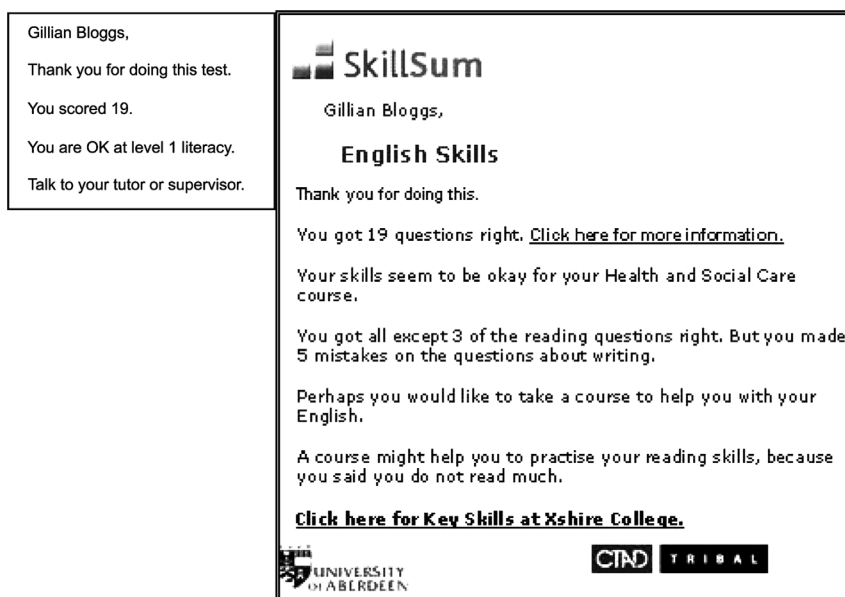 Gillian Bloggs,
Thank you for doing this test.
You scored 19.
You are OK at level 1 literacy.
Talk to your tutor or supervisor.
SkillSum
Gillian Bloggs,
English Skills
Thank you for doing this.
You got 19 questions right. Click here for more information.
Your skills seem to be okay for your Health and Social Care
course.
You got all except 3 of the reading questions right. But you made
5 mistakes on the questions about writing.
Perhaps you would like to take a course to help you with your
English.
A course might help you to practise your reading skills, because
you said you do not read much.
Click here for Key Skills at Xshire College.
UNIVERSITY
OF ABERDEEN
CTAD TRIBAL